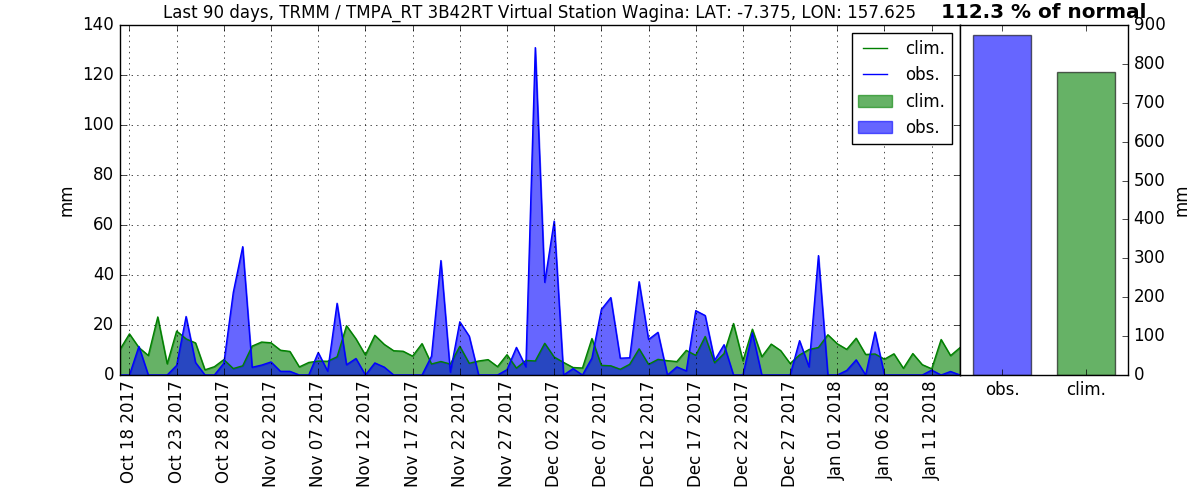 Last 90 days, TRMM / TMPA_RT 3B42RT Virtual Station Wagina: LAT: -7.375, LON: 157.625
112.3 % of normal
140
120
100
80
60
40
20
0
mm
clim.
obs.
clim.
obs.
900
800
700
600
500
400
300
200
100
0
mm
obs.
clim.
Oct 18 2017
Oct 23 2017
Oct 28 2017
Nov 02 2017
Nov 07 2017
Nov 12 2017
Nov 17 2017
Nov 22 2017
Nov 27 2017
Dec 02 2017
Dec 07 2017
Dec 12 2017
Dec 17 2017
Dec 22 2017
Dec 27 2017
Jan 01 2018
Jan 06 2018
Jan 11 2018